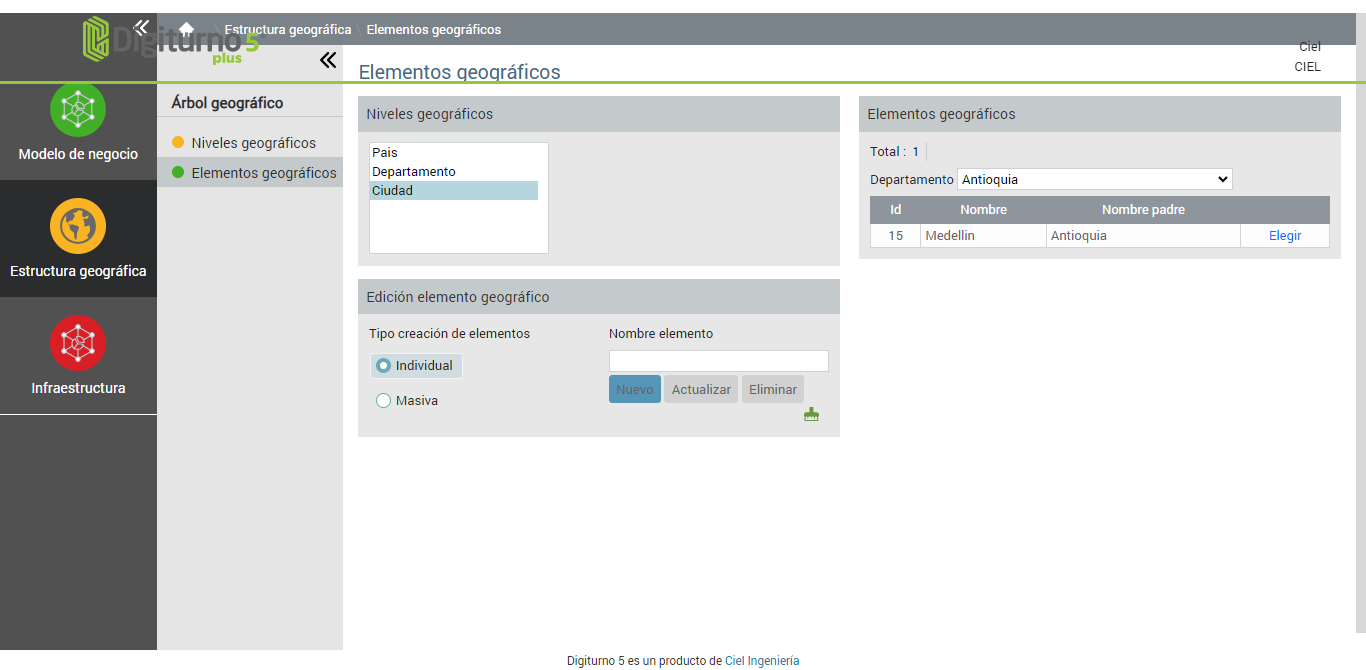 Digiturno 5
plus
Estructura geográfica
Elementos geográficos
Ciel
CIEL
Modelo de negocio
Estructura geográfica
Infraestructura
Árbol geográfico
Niveles geográficos
Elementos geográficos
Elementos geográficos
Niveles geográficos
Pais
Departamento
Ciudad
Edición elemento geográfico
Tipo creación de elementos
Individual
Masiva
Nombre elemento
Nuevo Actualizar Eliminar
Elementos geográficos
Total : 1
Departamento Antioquia
Id Nombre Nombre padre
15 Medellin Antioquia Elegir
Digiturno 5 es un producto de Ciel Ingeniería